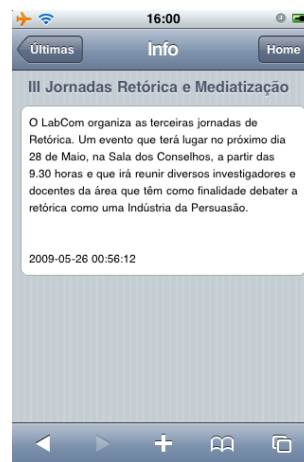 16:00
Últimas
Info
Home
III Jornadas Retórica e Mediatização
O LabCom organiza as terceiras jornadas de
Retórica. Um evento que terá lugar no próximo dia
28 de Maio, na Sala dos Conselhos, a partir das
9.30 horas e que irá reunir diversos investigadores e
docentes da área que têm como finalidade debater a
retórica como uma Indústria da Persuasão.
2009-05-26 00:56:12